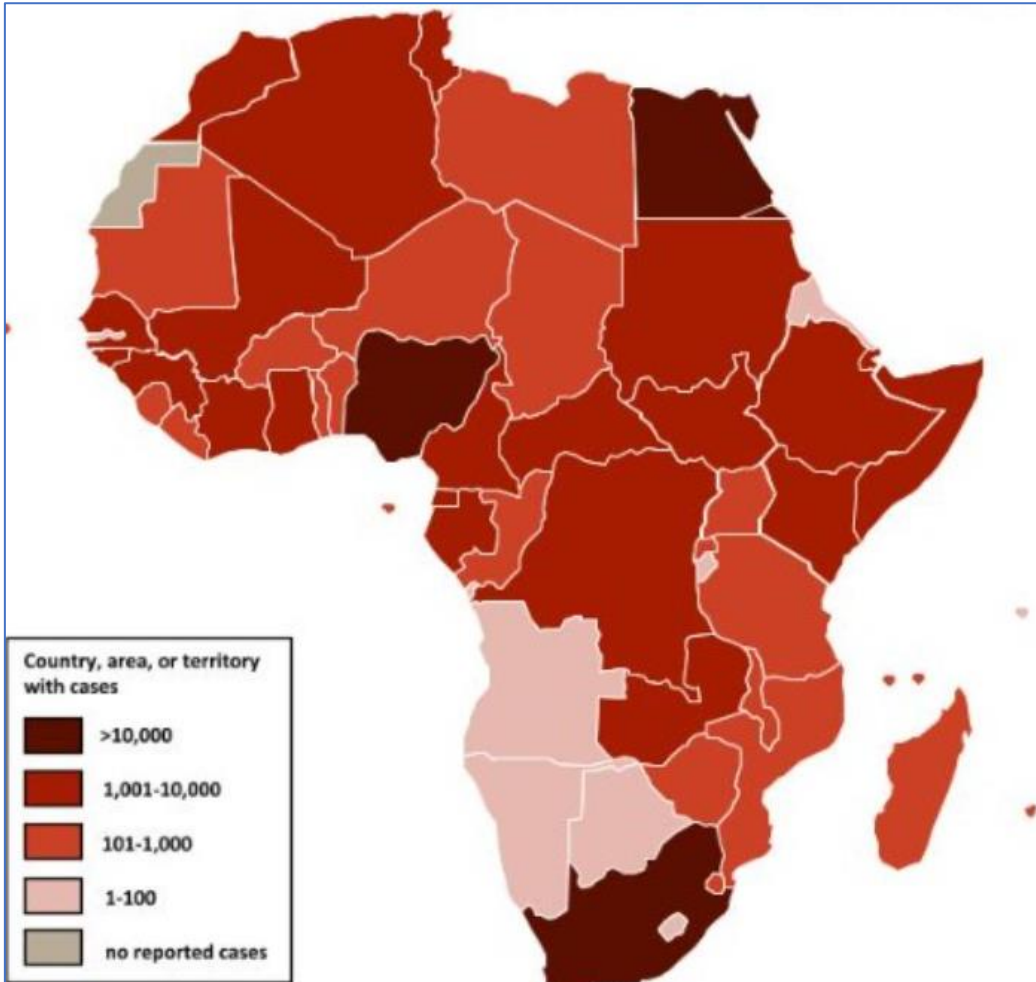 Country, area, or territory
with cases
>10,000
1,001-10,000
101-1,000
1-100
no reported cases